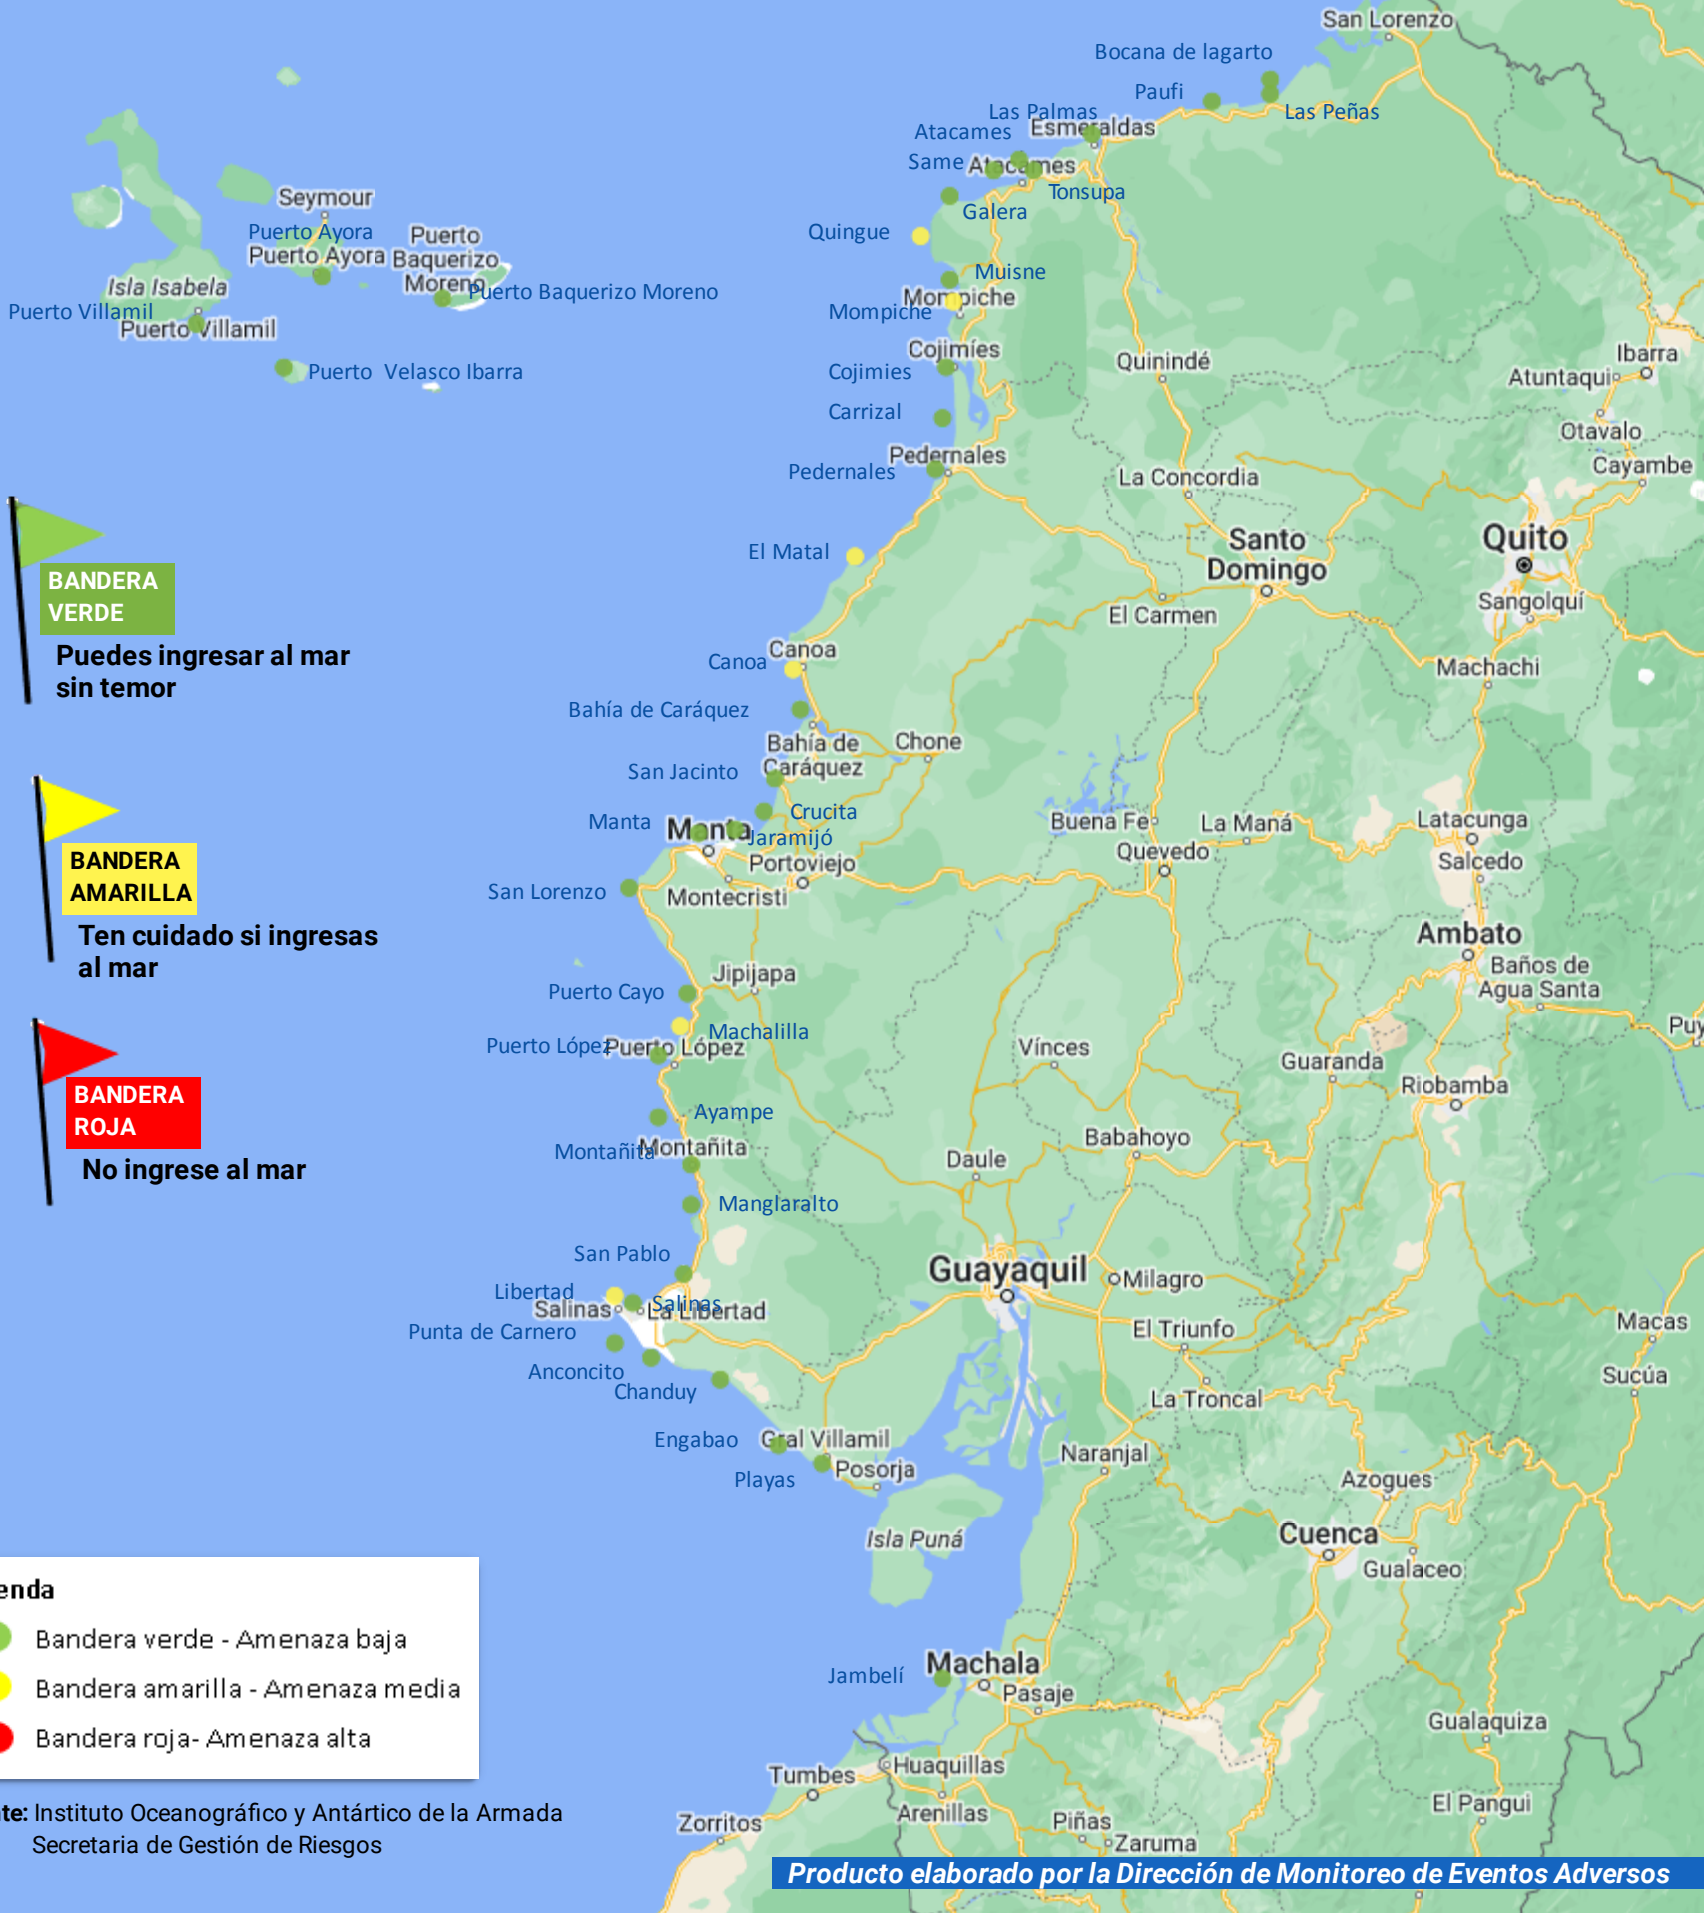 San Lorenzo
Bocana de lagarto
Paufi
Las Peñas
Las Palmas
Esmeraldas
Atacames
Same
Atacames
Tonsupa
Galera
Quingue
Muisne
Mompiche
Mompiche
Cojimíes
Cojimies
Carrizal
Pedernales
Pedernales
El Matal
Canoa
Canoa
Bahía de Caráquez
Bahía de
Caráquez
Chone
San Jacinto
Crucita
Manta
Manta
Jaramijó
Portoviejo
Montecristi
San Lorenzo
Jipijapa
Puerto Cayo
Machalilla
Puerto López
Puerto López
Ayampe
Montañita
Montañita
Manglaralto
San Pablo
Libertad
Salinas
Salinas
La Libertad
Punta de Carnero
Anconcito
Chanduy
Engabao
Gral Villamil
Playas
Posorja
Isla Puná
Jambelí
Machala
Pasaje
Huaquillas
Tumbes
Zorritos
Arenillas
Piñas
Zaruma
Seymour
Puerto Ayora
Puerto Ayora
Puerto
Baquerizo
Moreno
Puerto Baquerizo Moreno
Isla Isabela
Puerto Villamil
Puerto Villamil
Puerto Velasco Ibarra
Quinindé
Ibarra
Atuntaqui
Otavalo
Cayambe
La Concordia
Santo
Domingo
Quito
Sangolquí
El Carmen
Machachi
Buena Fe
La Maná
Quevedo
Latacunga
Salcedo
Ambato
Baños de
Agua Santa
Puy
Vínces
Guaranda
Riobamba
Babahoyo
Daule
Guayaquil
Milagro
El Triunfo
La Troncal
Macas
Sucúa
Naranjal
Azogues
Cuenca
Gualaceo
Gualaquiza
El Pangui
BANDERA
VERDE
Puedes ingresar al mar
sin temor
BANDERA
AMARILLA
Ten cuidado si ingresas
al mar
BANDERA
ROJA
No ingrese al mar
enda
Bandera verde - Amenaza baja
Bandera amarilla - Amenaza media
Bandera roja- Amenaza alta
te: Instituto Oceanográfico y Antártico de la Armada
Secretaria de Gestión de Riesgos
Producto elaborado por la Dirección de Monitoreo de Eventos Adversos